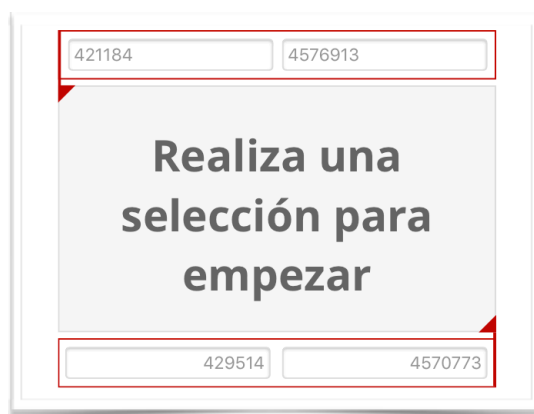 421184 4576913
Realiza una
selección para
empezar
429514 4570773